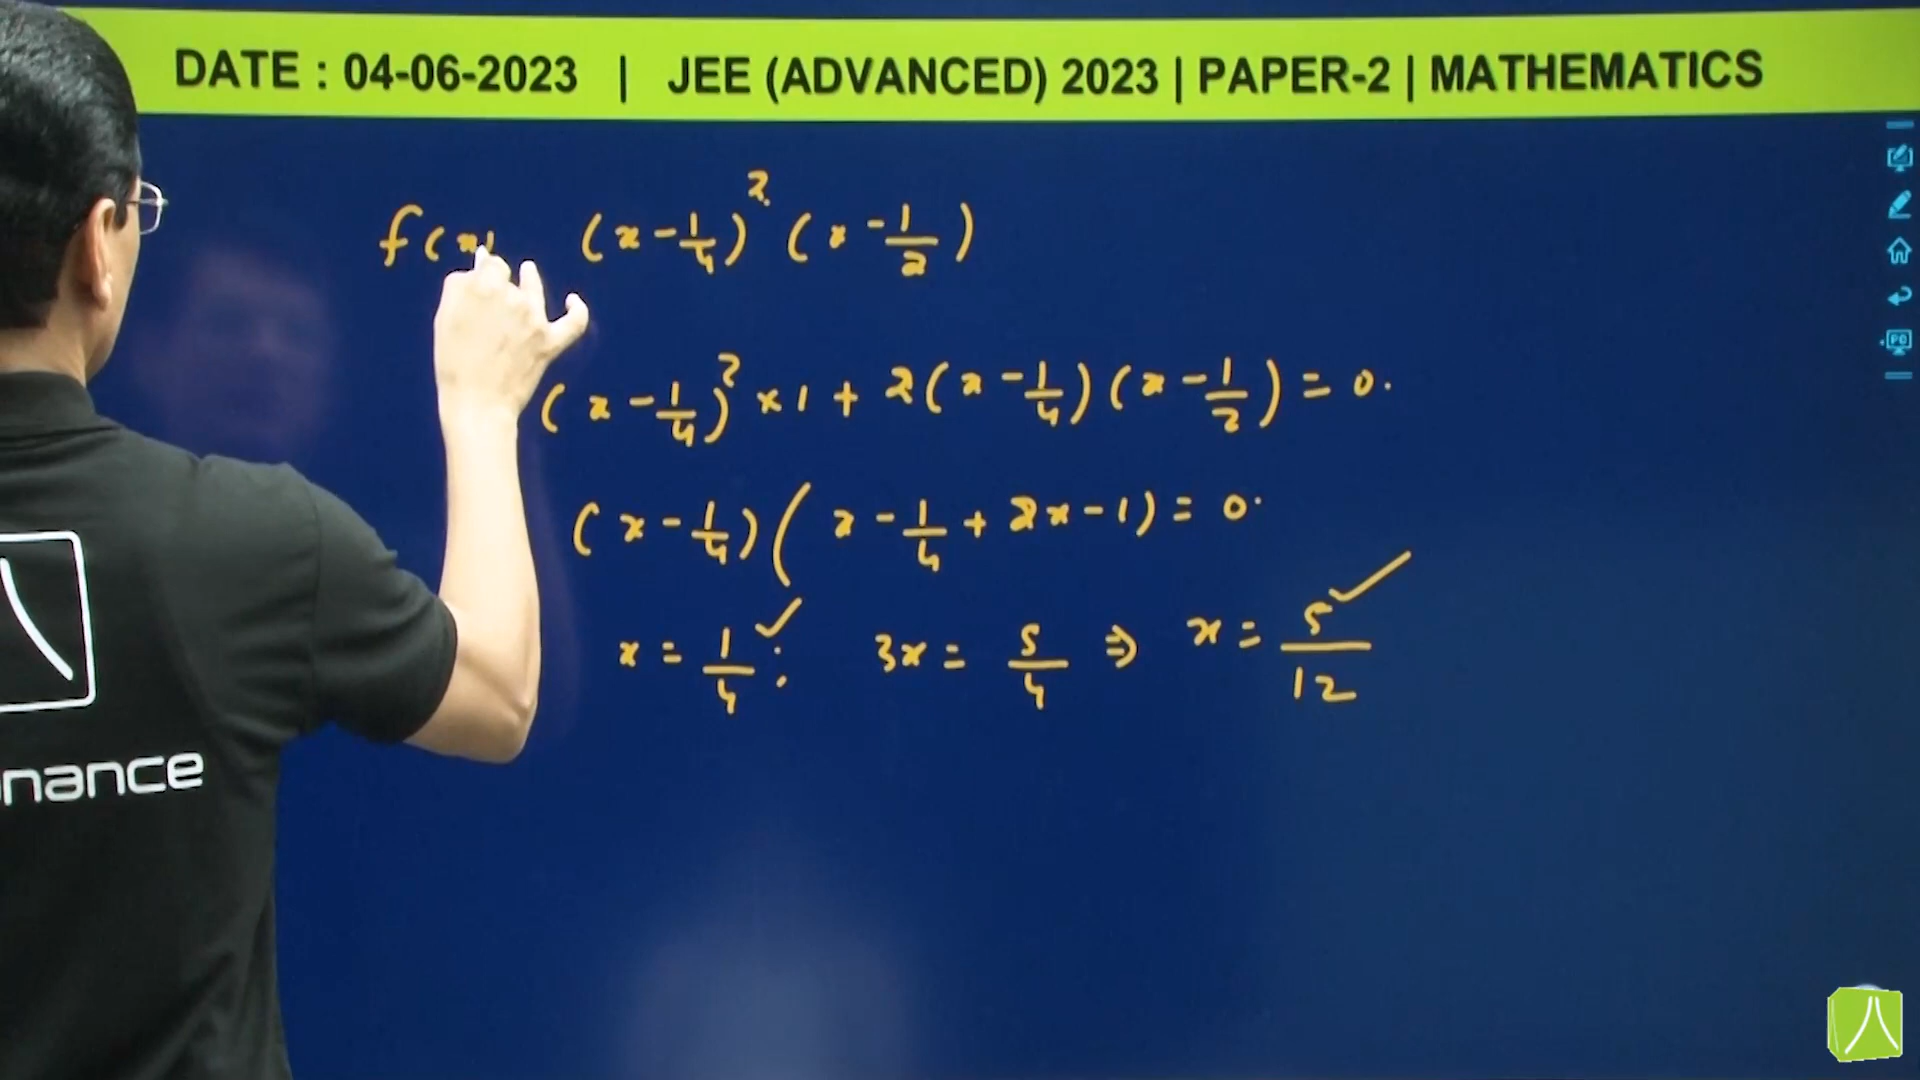 DATE : 04-06-2023 | JEE (ADVANCED) 2023 | PAPER-2 | MATHEMATICS
f(x) (x - 1/4)² (x - 1/2)
(x - 1/4)² × 1 + 2(x - 1/4)(x - 1/2) = 0.
(x - 1/4)(x - 1/4 + 2x - 1) = 0.
x = 1/4 ✓ ; 3x = 5/4 ⇒ x = 5/12 ✓
nance
PC